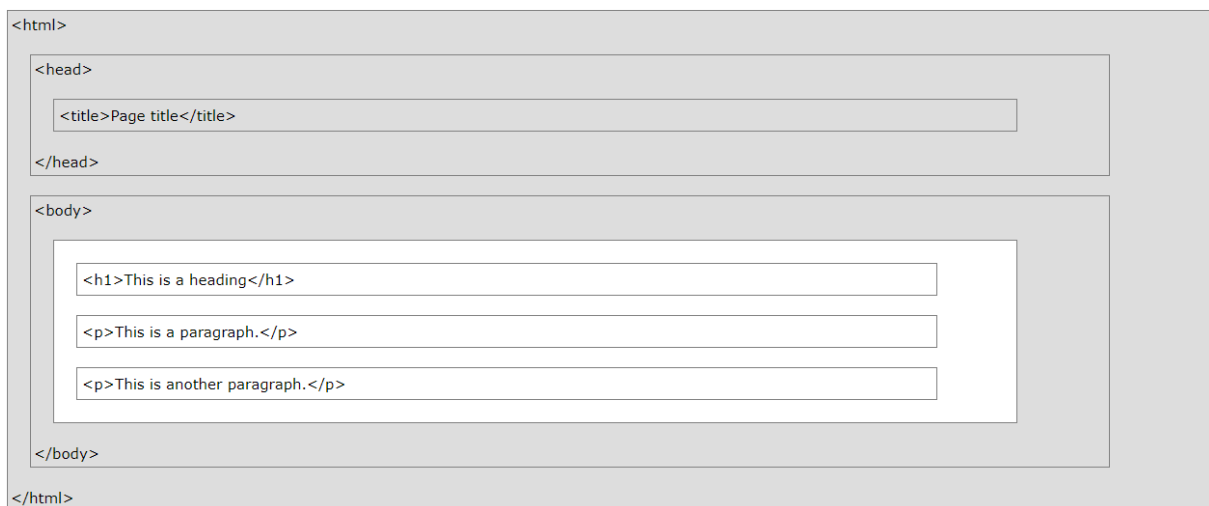 <html>
<head>
<title>Page title</title>
</head>
<body>
<h1>This is a heading</h1>
<p>This is a paragraph.</p>
<p>This is another paragraph.</p>
</body>
</html>